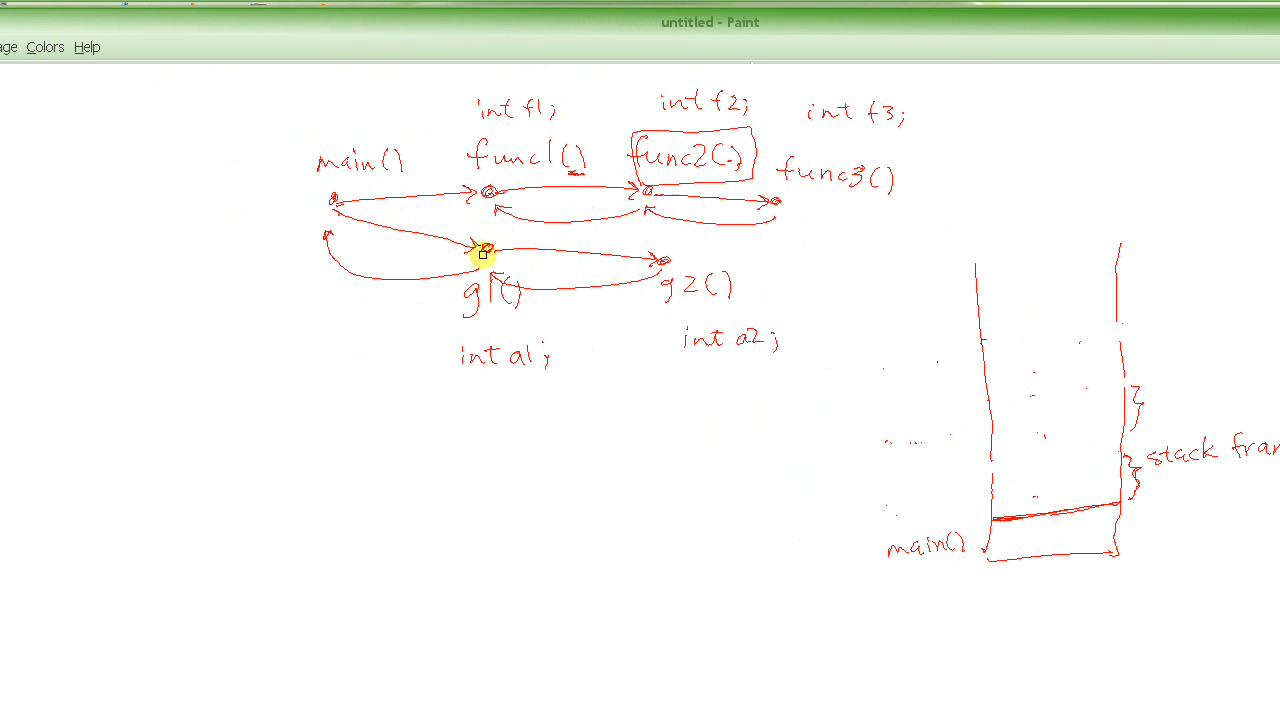 untitled - Paint
age Colors Help
int f1; int f2; int f3;
main() func1() func2() func3()
g1() g2()
int a1; int a2;
stack fram
main()